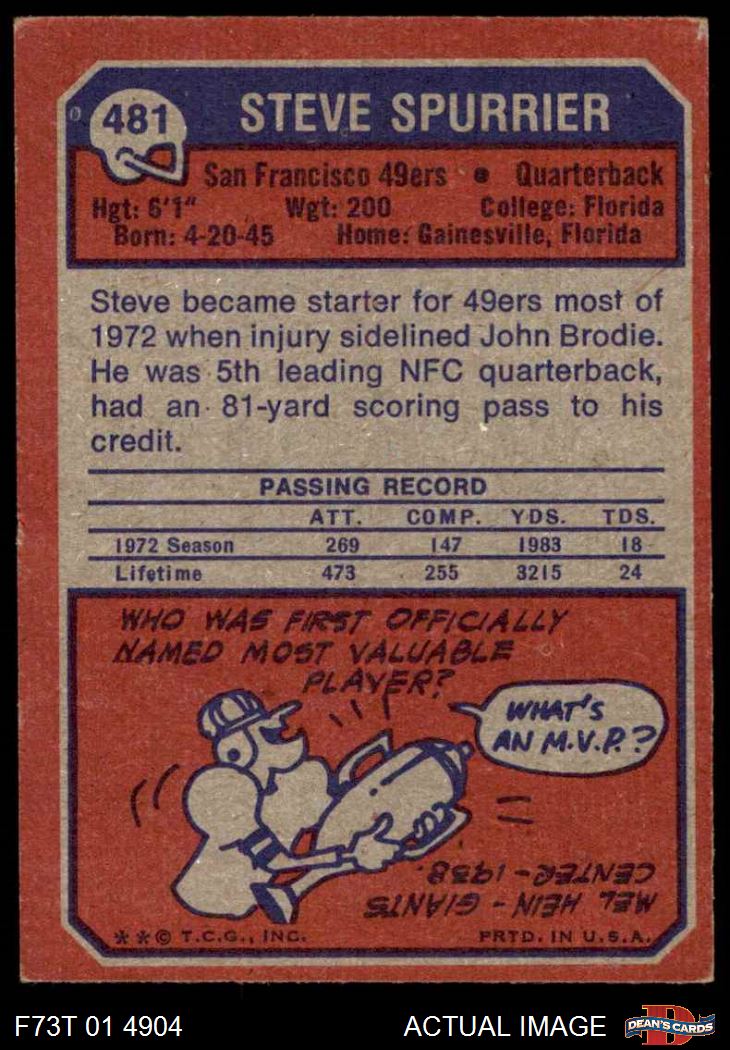 481
STEVE SPURRIER
San Francisco 49ers • Quarterback
Hgt: 6'1" Wgt: 200 College: Florida
Born: 4-20-45 Home: Gainesville, Florida
Steve became starter for 49ers most of
1972 when injury sidelined John Brodie.
He was 5th leading NFC quarterback,
had an 81-yard scoring pass to his
credit.
PASSING RECORD
ATT. COMP. YDS. TDS.
1972 Season 269 147 1983 18
Lifetime 473 255 3215 24
WHO WAS FIRST OFFICIALLY
NAMED MOST VALUABLE
PLAYER?
WHAT'S
AN M.V.P.?
MEL HEIN - GIANTS
CENTER - 1938.
**© T.C.G., INC. PRTD. IN U.S.A.
F73T 01 4904 ACTUAL IMAGE
D
DEAN'S CARDS